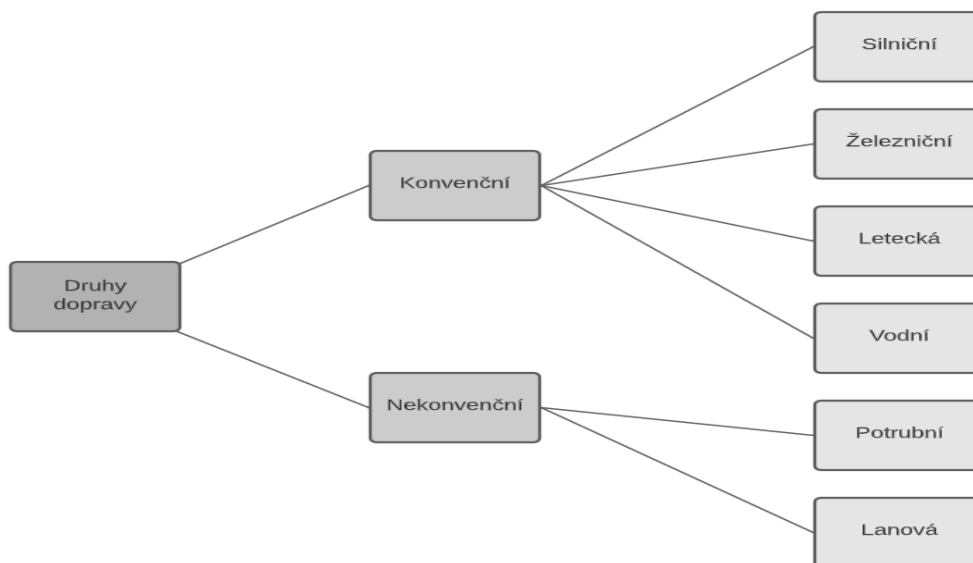 Druhy
dopravy
Konvenční
Nekonvenční
Silniční
Železniční
Letecká
Vodní
Potrubní
Lanová